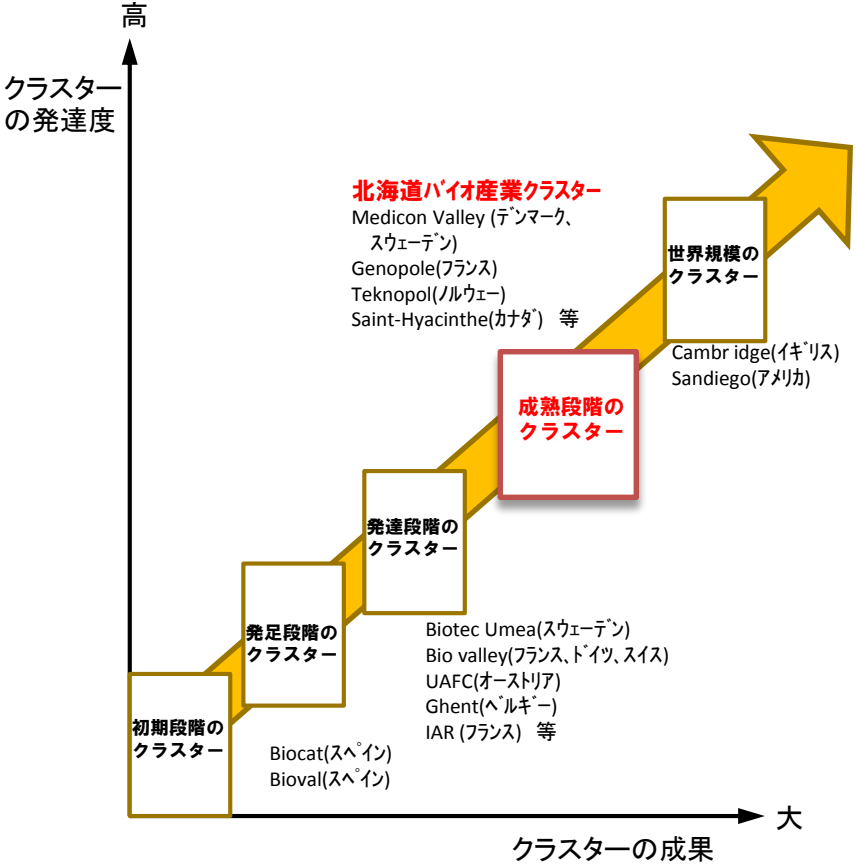 高
クラスター
の発達度
北海道バイオ産業クラスター
Medicon Valley (デンマーク、
スウェーデン)
Genopole(フランス)
Teknopol(ノルウェー)
Saint-Hyacinthe(カナダ) 等
世界規模の
クラスター
Cambr idge(イギリス)
Sandiego(アメリカ)
成熟段階の
クラスター
発達段階の
クラスター
Biotec Umea(スウェーデン)
Bio valley(フランス、ドイツ、スイス)
UAFC(オーストリア)
Ghent(ベルギー)
IAR (フランス) 等
発足段階の
クラスター
Biocat(スペイン)
Bioval(スペイン)
初期段階の
クラスター
大
クラスターの成果